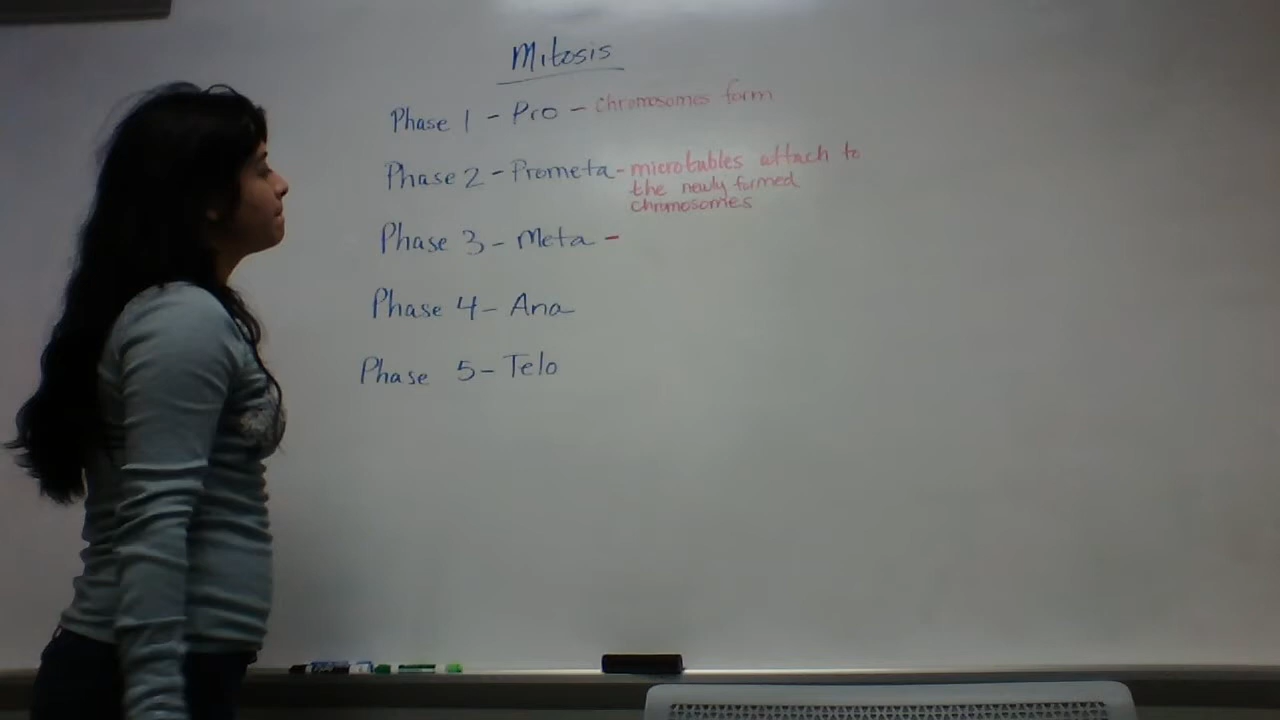 Mitosis
Phase 1 - Pro - chromosomes form
Phase 2 - Prometa - microtubles attach to
the newly formed
chromosomes
Phase 3 - Meta -
Phase 4 - Ana
Phase 5 - Telo